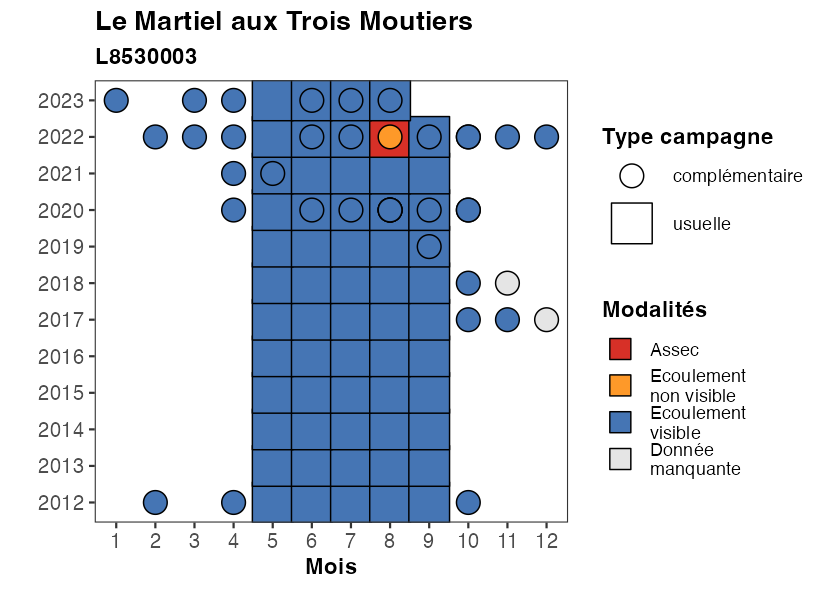 Le Martiel aux Trois Moutiers
L8530003
2023
2022
2021
2020
2019
2018
2017
2016
2015
2014
2013
2012
1 2 3 4 5 6 7 8 9 10 11 12
Mois
Type campagne
complémentaire
usuelle
Modalités
Assec
Ecoulement
non visible
Ecoulement
visible
Donnée
manquante